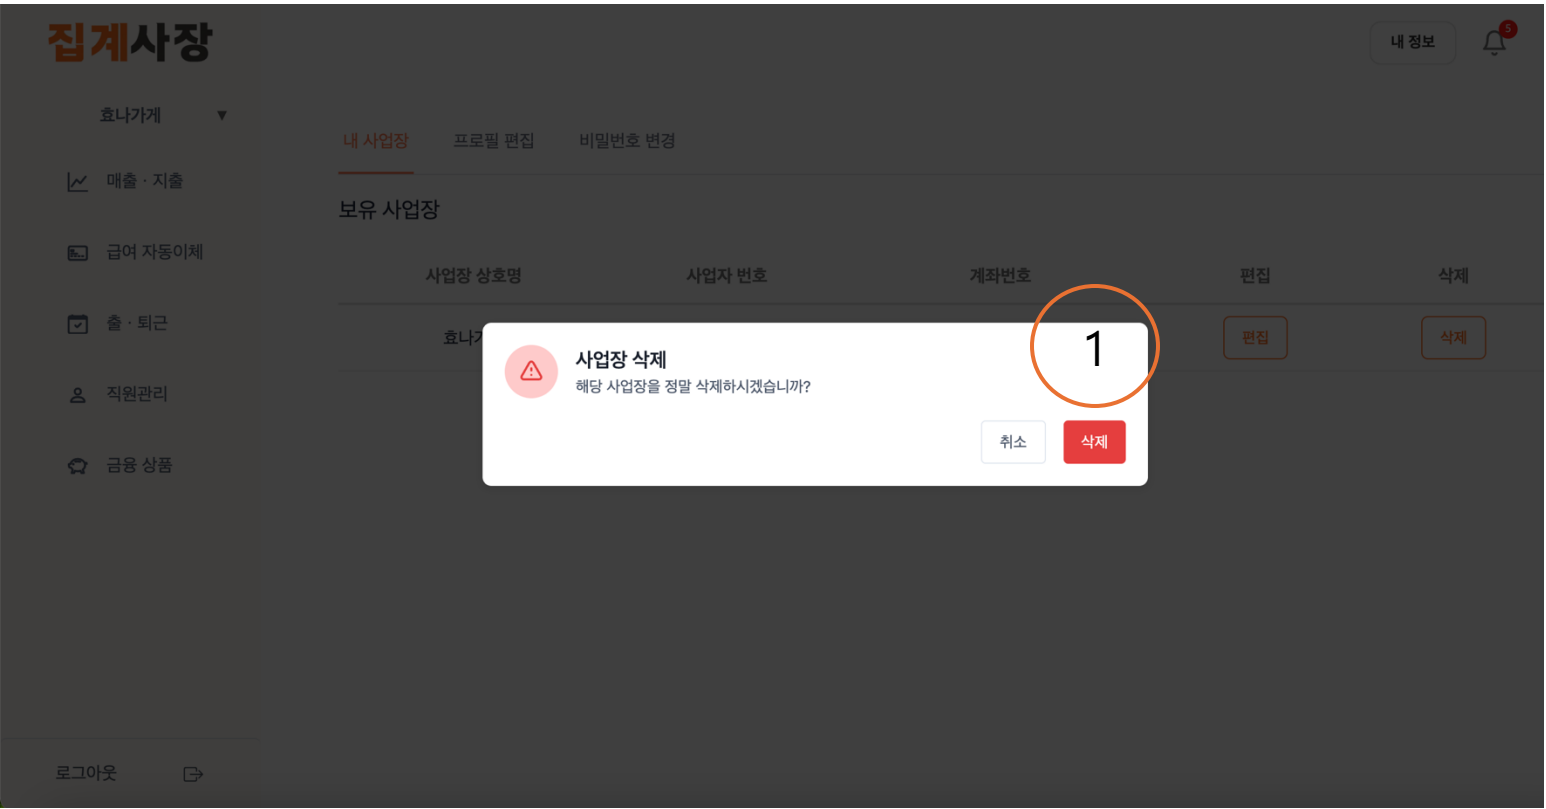 집계사장
내 정보
5
효나가게 ▼
내 사업장 프로필 편집 비밀번호 변경
매출 · 지출
보유 사업장
급여 자동이체
사업장 상호명 사업자 번호 계좌번호 편집 삭제
출 · 퇴근
효나 편집 삭제
1
사업장 삭제
해당 사업장을 정말 삭제하시겠습니까?
취소 삭제
직원관리
금융 상품
로그아웃